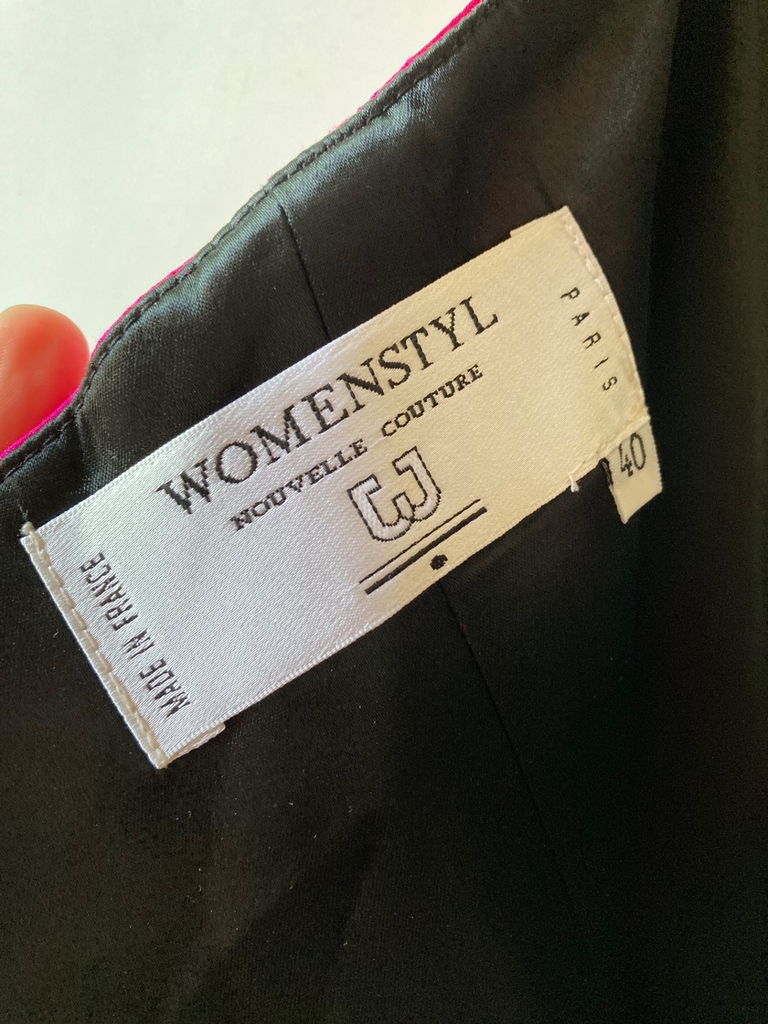 WOMENSTYL
NOUVELLE COUTURE
W
MADE IN FRANCE
PARIS
40